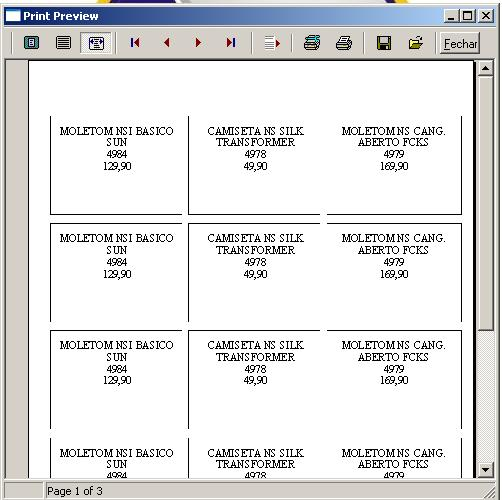 Print Preview
Fechar
MOLETOM NSI BASICO SUN
4984
129,90
CAMISETA NS SILK TRANSFORMER
4978
49,90
MOLETOM NS CANG. ABERTO FCKS
4979
169,90
MOLETOM NSI BASICO SUN
4984
129,90
CAMISETA NS SILK TRANSFORMER
4978
49,90
MOLETOM NS CANG. ABERTO FCKS
4979
169,90
MOLETOM NSI BASICO SUN
4984
129,90
CAMISETA NS SILK TRANSFORMER
4978
49,90
MOLETOM NS CANG. ABERTO FCKS
4979
169,90
MOLETOM NSI BASICO SUN
4984
CAMISETA NS SILK TRANSFORMER
4978
MOLETOM NS CANG. ABERTO FCKS
4979
Page 1 of 3